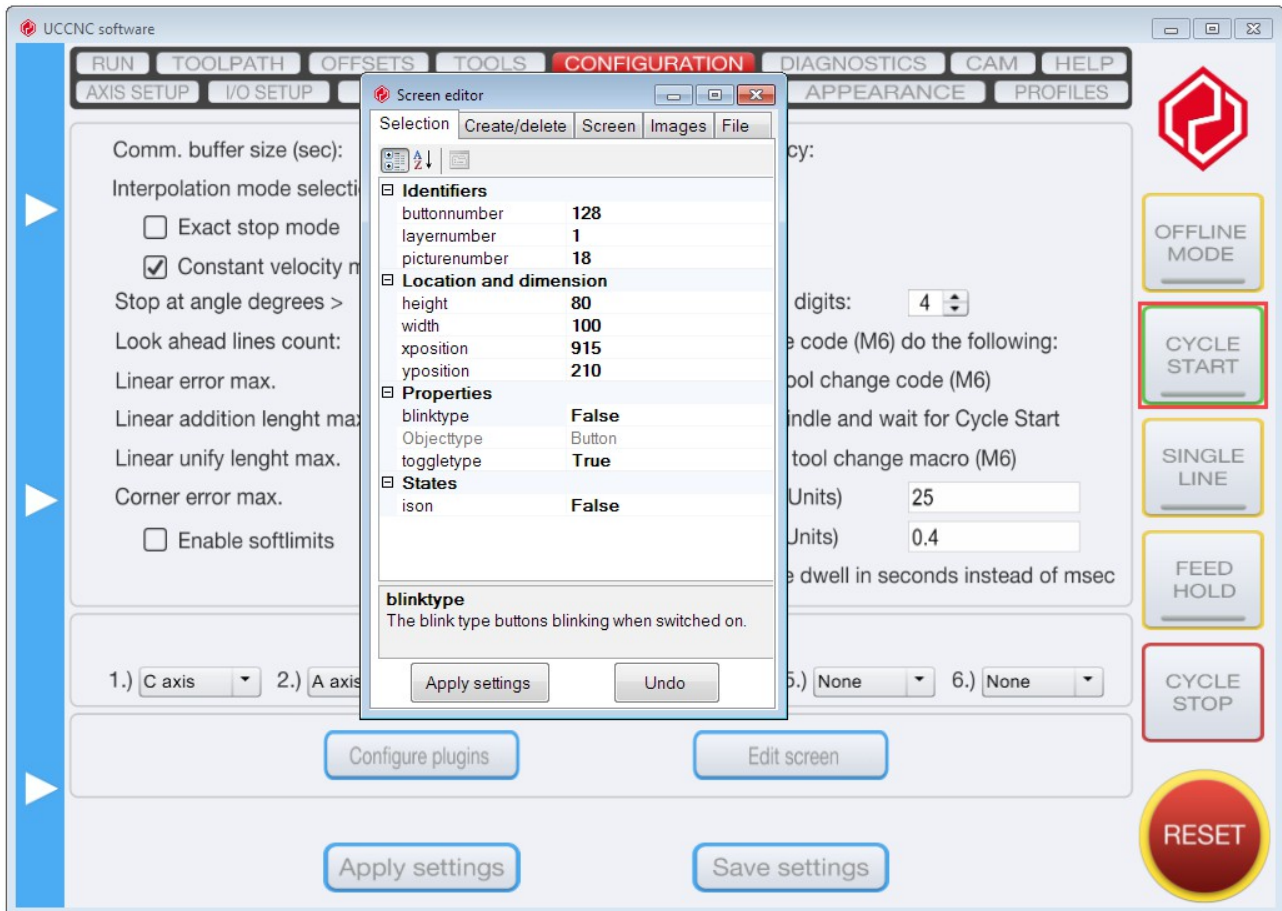 UCCNC software
RUN TOOLPATH OFFSETS TOOLS CONFIGURATION DIAGNOSTICS CAM HELP
AXIS SETUP I/O SETUP APPEARANCE PROFILES
Screen editor
Selection Create/delete Screen Images File
Identifiers
buttonnumber 128
layernumber 1
picturenumber 18
Location and dimension
height 80
width 100
xposition 915
yposition 210
Properties
blinktype False
Objecttype Button
toggletype True
States
ison False
blinktype
The blink type buttons blinking when switched on.
Apply settings Undo
Comm. buffer size (sec):
Interpolation mode selecti
Exact stop mode
Constant velocity m
Stop at angle degrees >
Look ahead lines count:
Linear error max.
Linear addition lenght max
Linear unify lenght max.
Corner error max.
Enable softlimits
cy:
digits: 4
e code (M6) do the following:
ool change code (M6)
indle and wait for Cycle Start
tool change macro (M6)
Units) 25
Units) 0.4
e dwell in seconds instead of msec
1.) C axis 2.) A axis 5.) None 6.) None
Configure plugins Edit screen
Apply settings Save settings
OFFLINE
MODE
CYCLE
START
SINGLE
LINE
FEED
HOLD
CYCLE
STOP
RESET